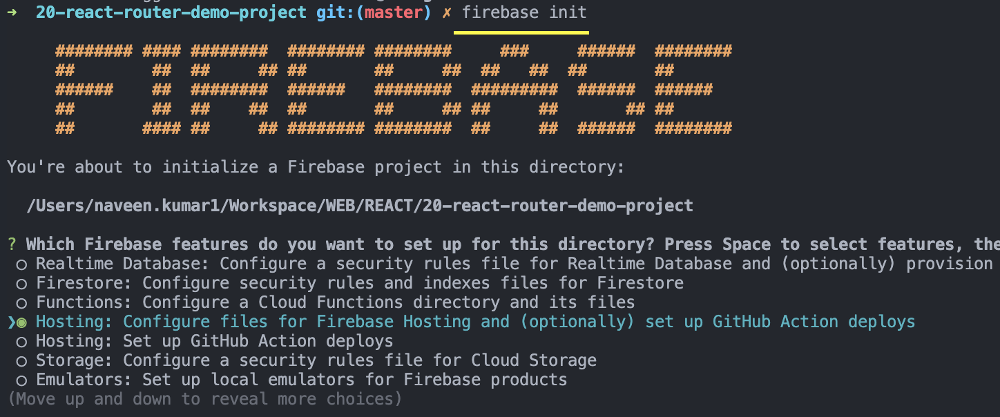 ➜  20-react-router-demo-project git:(master) ✗ firebase init
     ######## #### ########  ######## ########     ###     ######  ########
     ##        ##  ##     ## ##       ##     ##  ##   ##  ##       ##
     ######    ##  ########  ######   ########  #########  ######  ######
     ##        ##  ##    ##  ##       ##     ## ##     ##       ## ##
     ##       #### ##     ## ######## ########  ##     ##  ######  ########
You're about to initialize a Firebase project in this directory:
  /Users/naveen.kumar1/Workspace/WEB/REACT/20-react-router-demo-project
? Which Firebase features do you want to set up for this directory? Press Space to select features, the
 ◯ Realtime Database: Configure a security rules file for Realtime Database and (optionally) provision
 ◯ Firestore: Configure security rules and indexes files for Firestore
 ◯ Functions: Configure a Cloud Functions directory and its files
❯◉ Hosting: Configure files for Firebase Hosting and (optionally) set up GitHub Action deploys
 ◯ Hosting: Set up GitHub Action deploys
 ◯ Storage: Configure a security rules file for Cloud Storage
 ◯ Emulators: Set up local emulators for Firebase products
(Move up and down to reveal more choices)